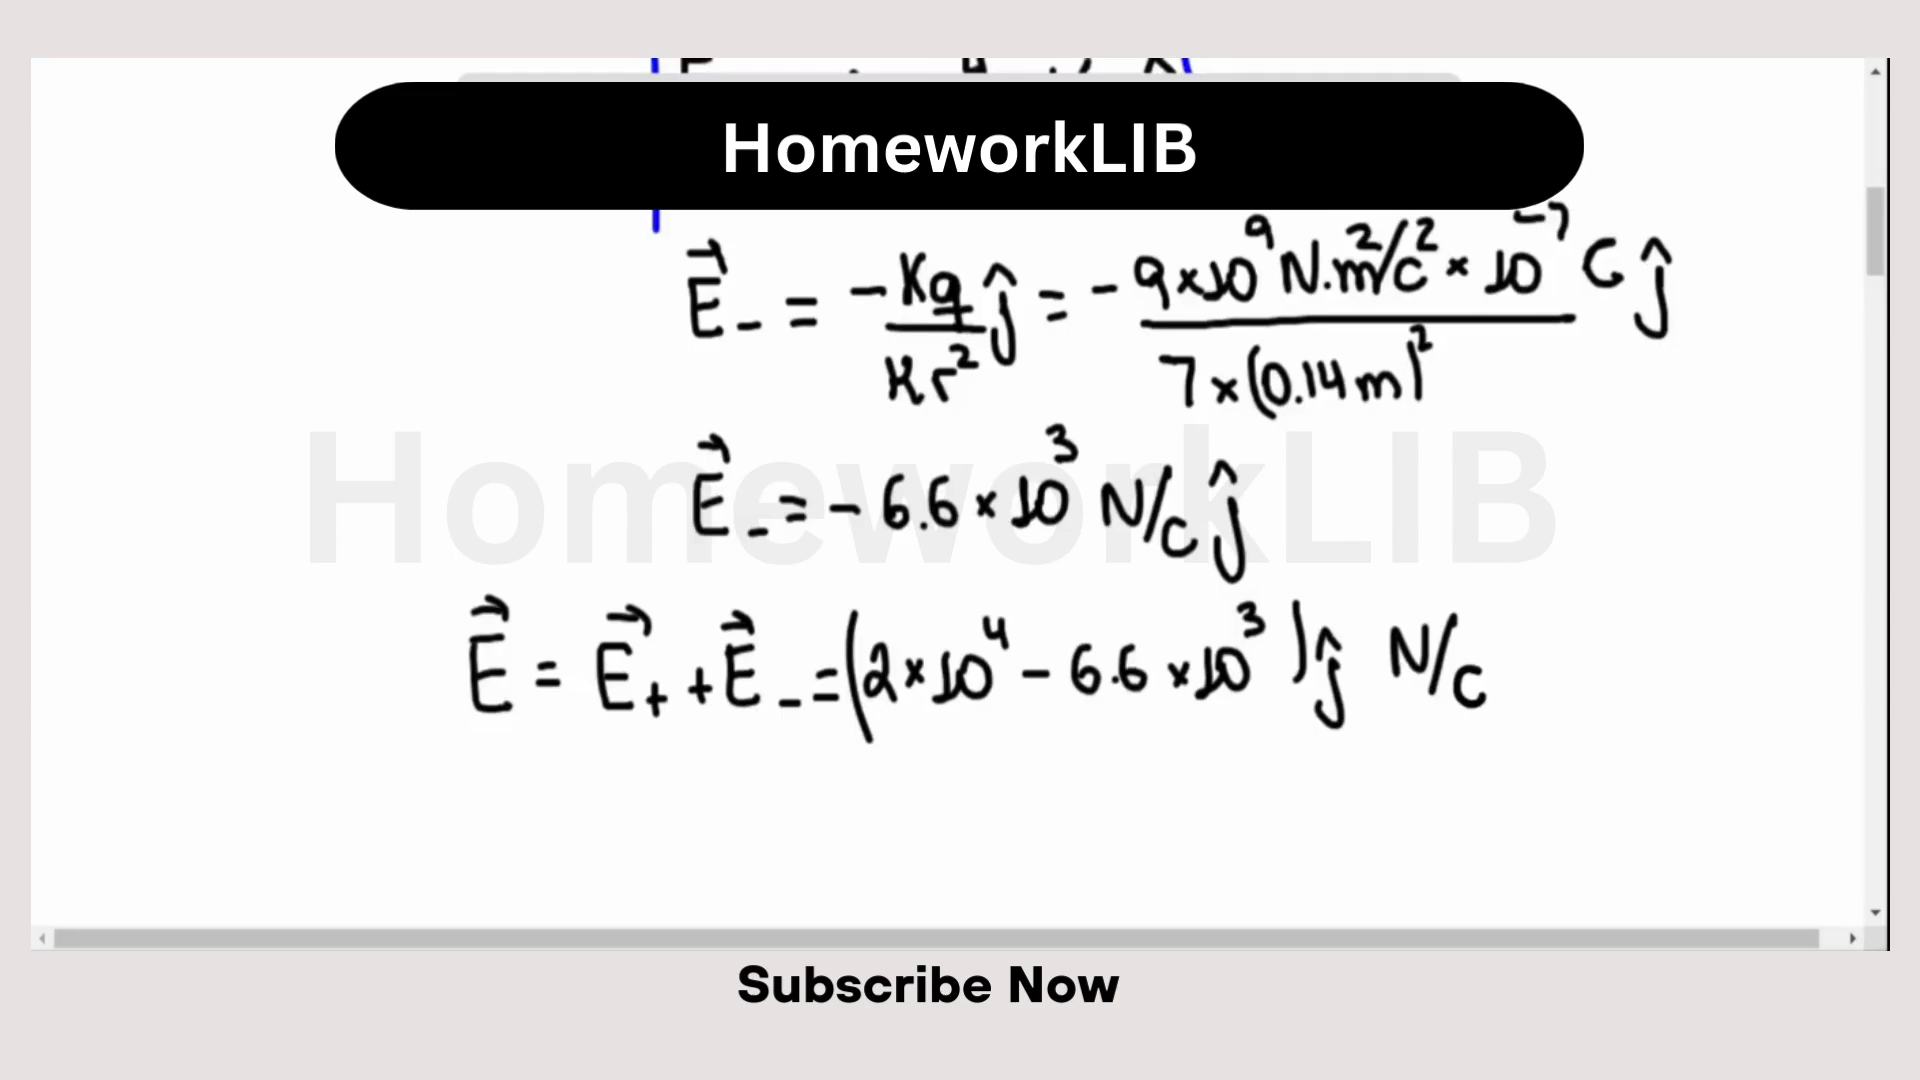 HomeworkLIB
E⃗₋ = -Kq/Kr² ĵ = - 9×10⁹ N.m²/C² × 10⁻⁷ C / 7×(0.14m)² ĵ
HomeworkLIB
E⃗₋ = - 6.6 × 10³ N/C ĵ
E⃗ = E⃗₊ + E⃗₋ = (2×10⁴ - 6.6 ×10³ )ĵ N/C
Subscribe Now